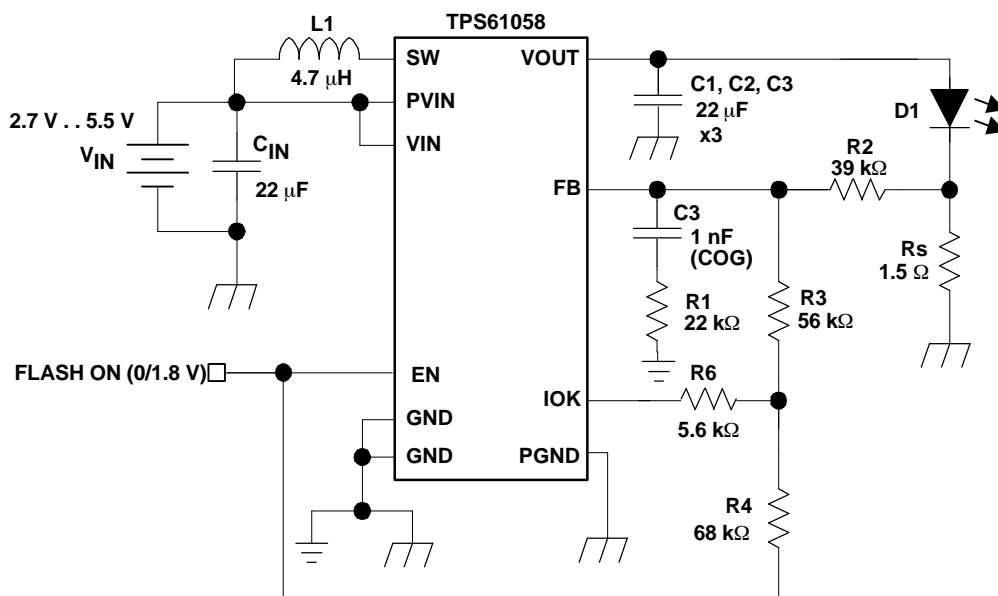 TPS61058
L1
4.7 μH
SW
VOUT
C1, C2, C3
22 μF
x3
D1
PVIN
2.7 V . . 5.5 V
VIN
CIN
VIN
22 μF
R2
39 kΩ
FB
C3
1 nF
(COG)
Rs
1.5 Ω
R1
22 kΩ
R3
56 kΩ
FLASH ON (0/1.8 V)
EN
R6
IOK
5.6 kΩ
GND
GND
PGND
R4
68 kΩ